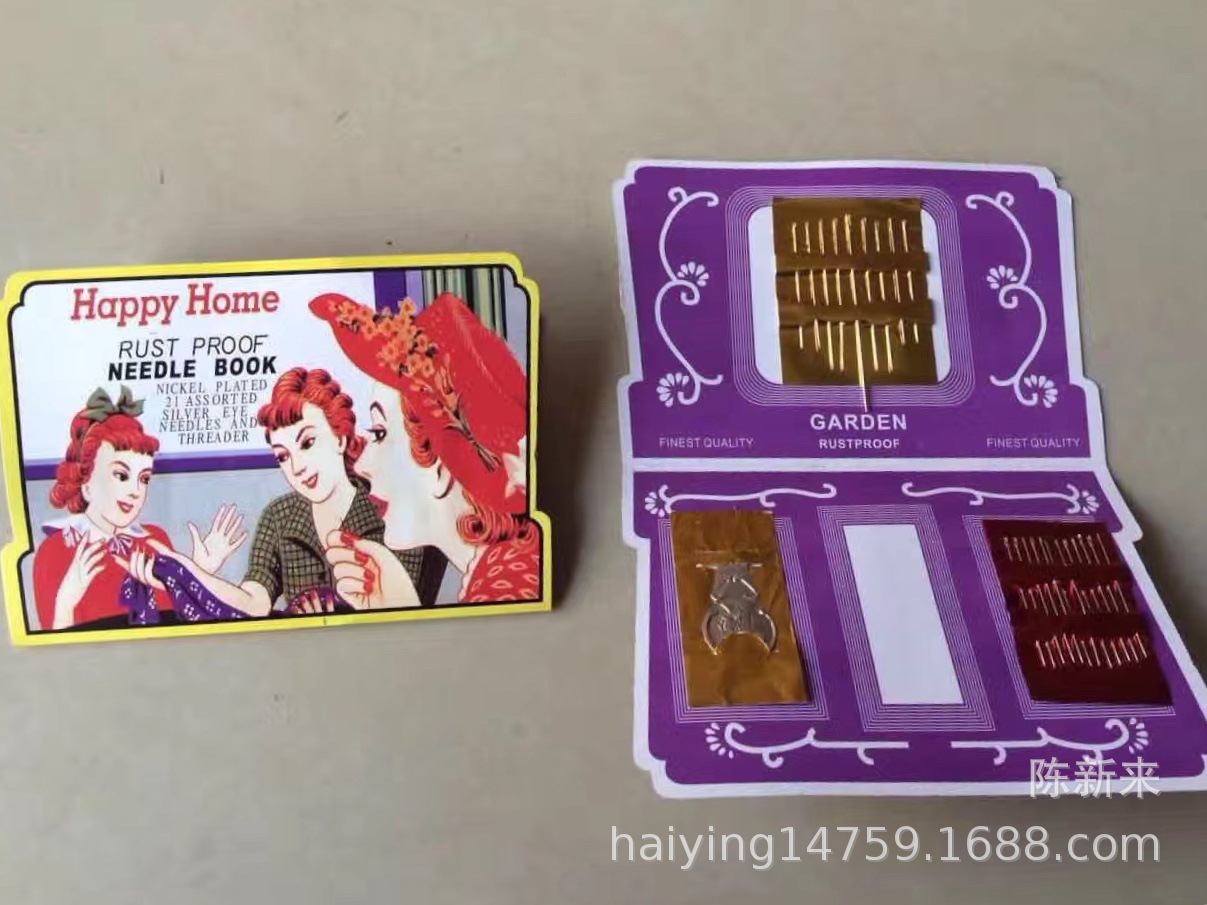 Happy Home
RUST PROOF
NEEDLE BOOK
NICKEL PLATED
21 ASSORTED
SILVER EYE
NEEDLES AND
THREADER
GARDEN
FINEST QUALITY RUSTPROOF FINEST QUALITY
陈新来
haiying14759.1688.com